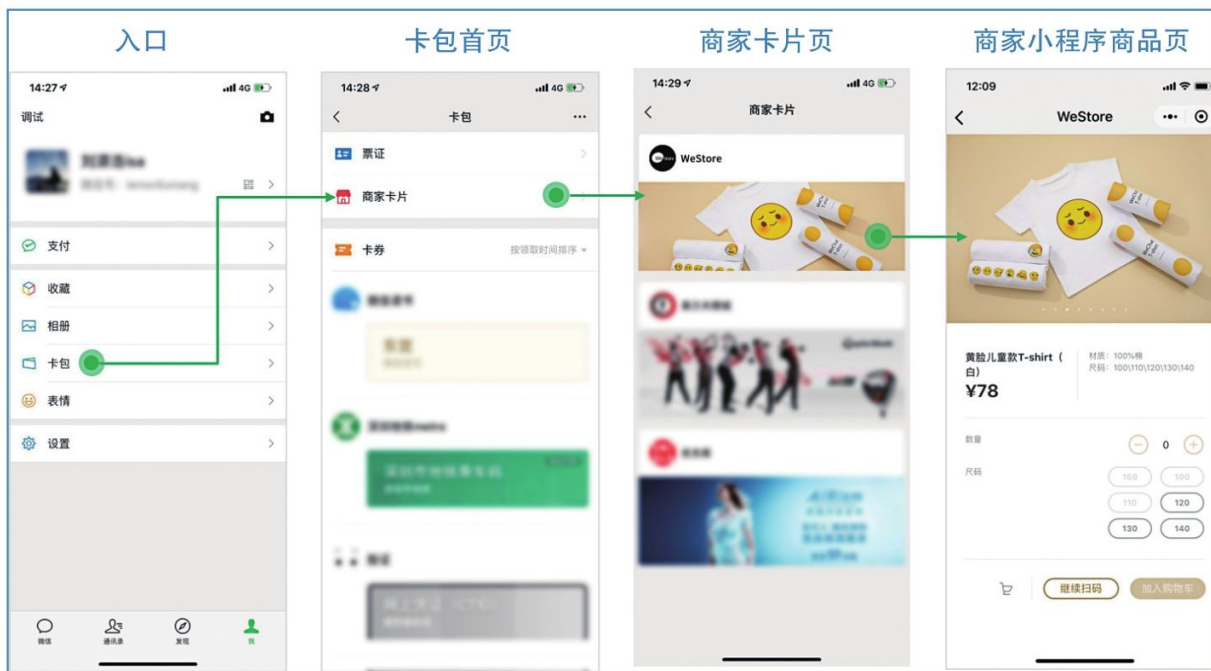 入口
卡包首页
商家卡片页
商家小程序商品页
14:27
4G
调试
支付
收藏
相册
卡包
表情
设置
微信
通讯录
发现
我
14:28
4G
卡包
票证
商家卡片
卡券
按领取时间排序
14:29
4G
商家卡片
WeStore
12:09
WeStore
黄脸儿童款T-shirt（
白）
¥78
材质：100%棉
尺码：100\110\120\130\140
数量
0
尺码
160
100
110
120
130
140
继续扫码
加入购物车